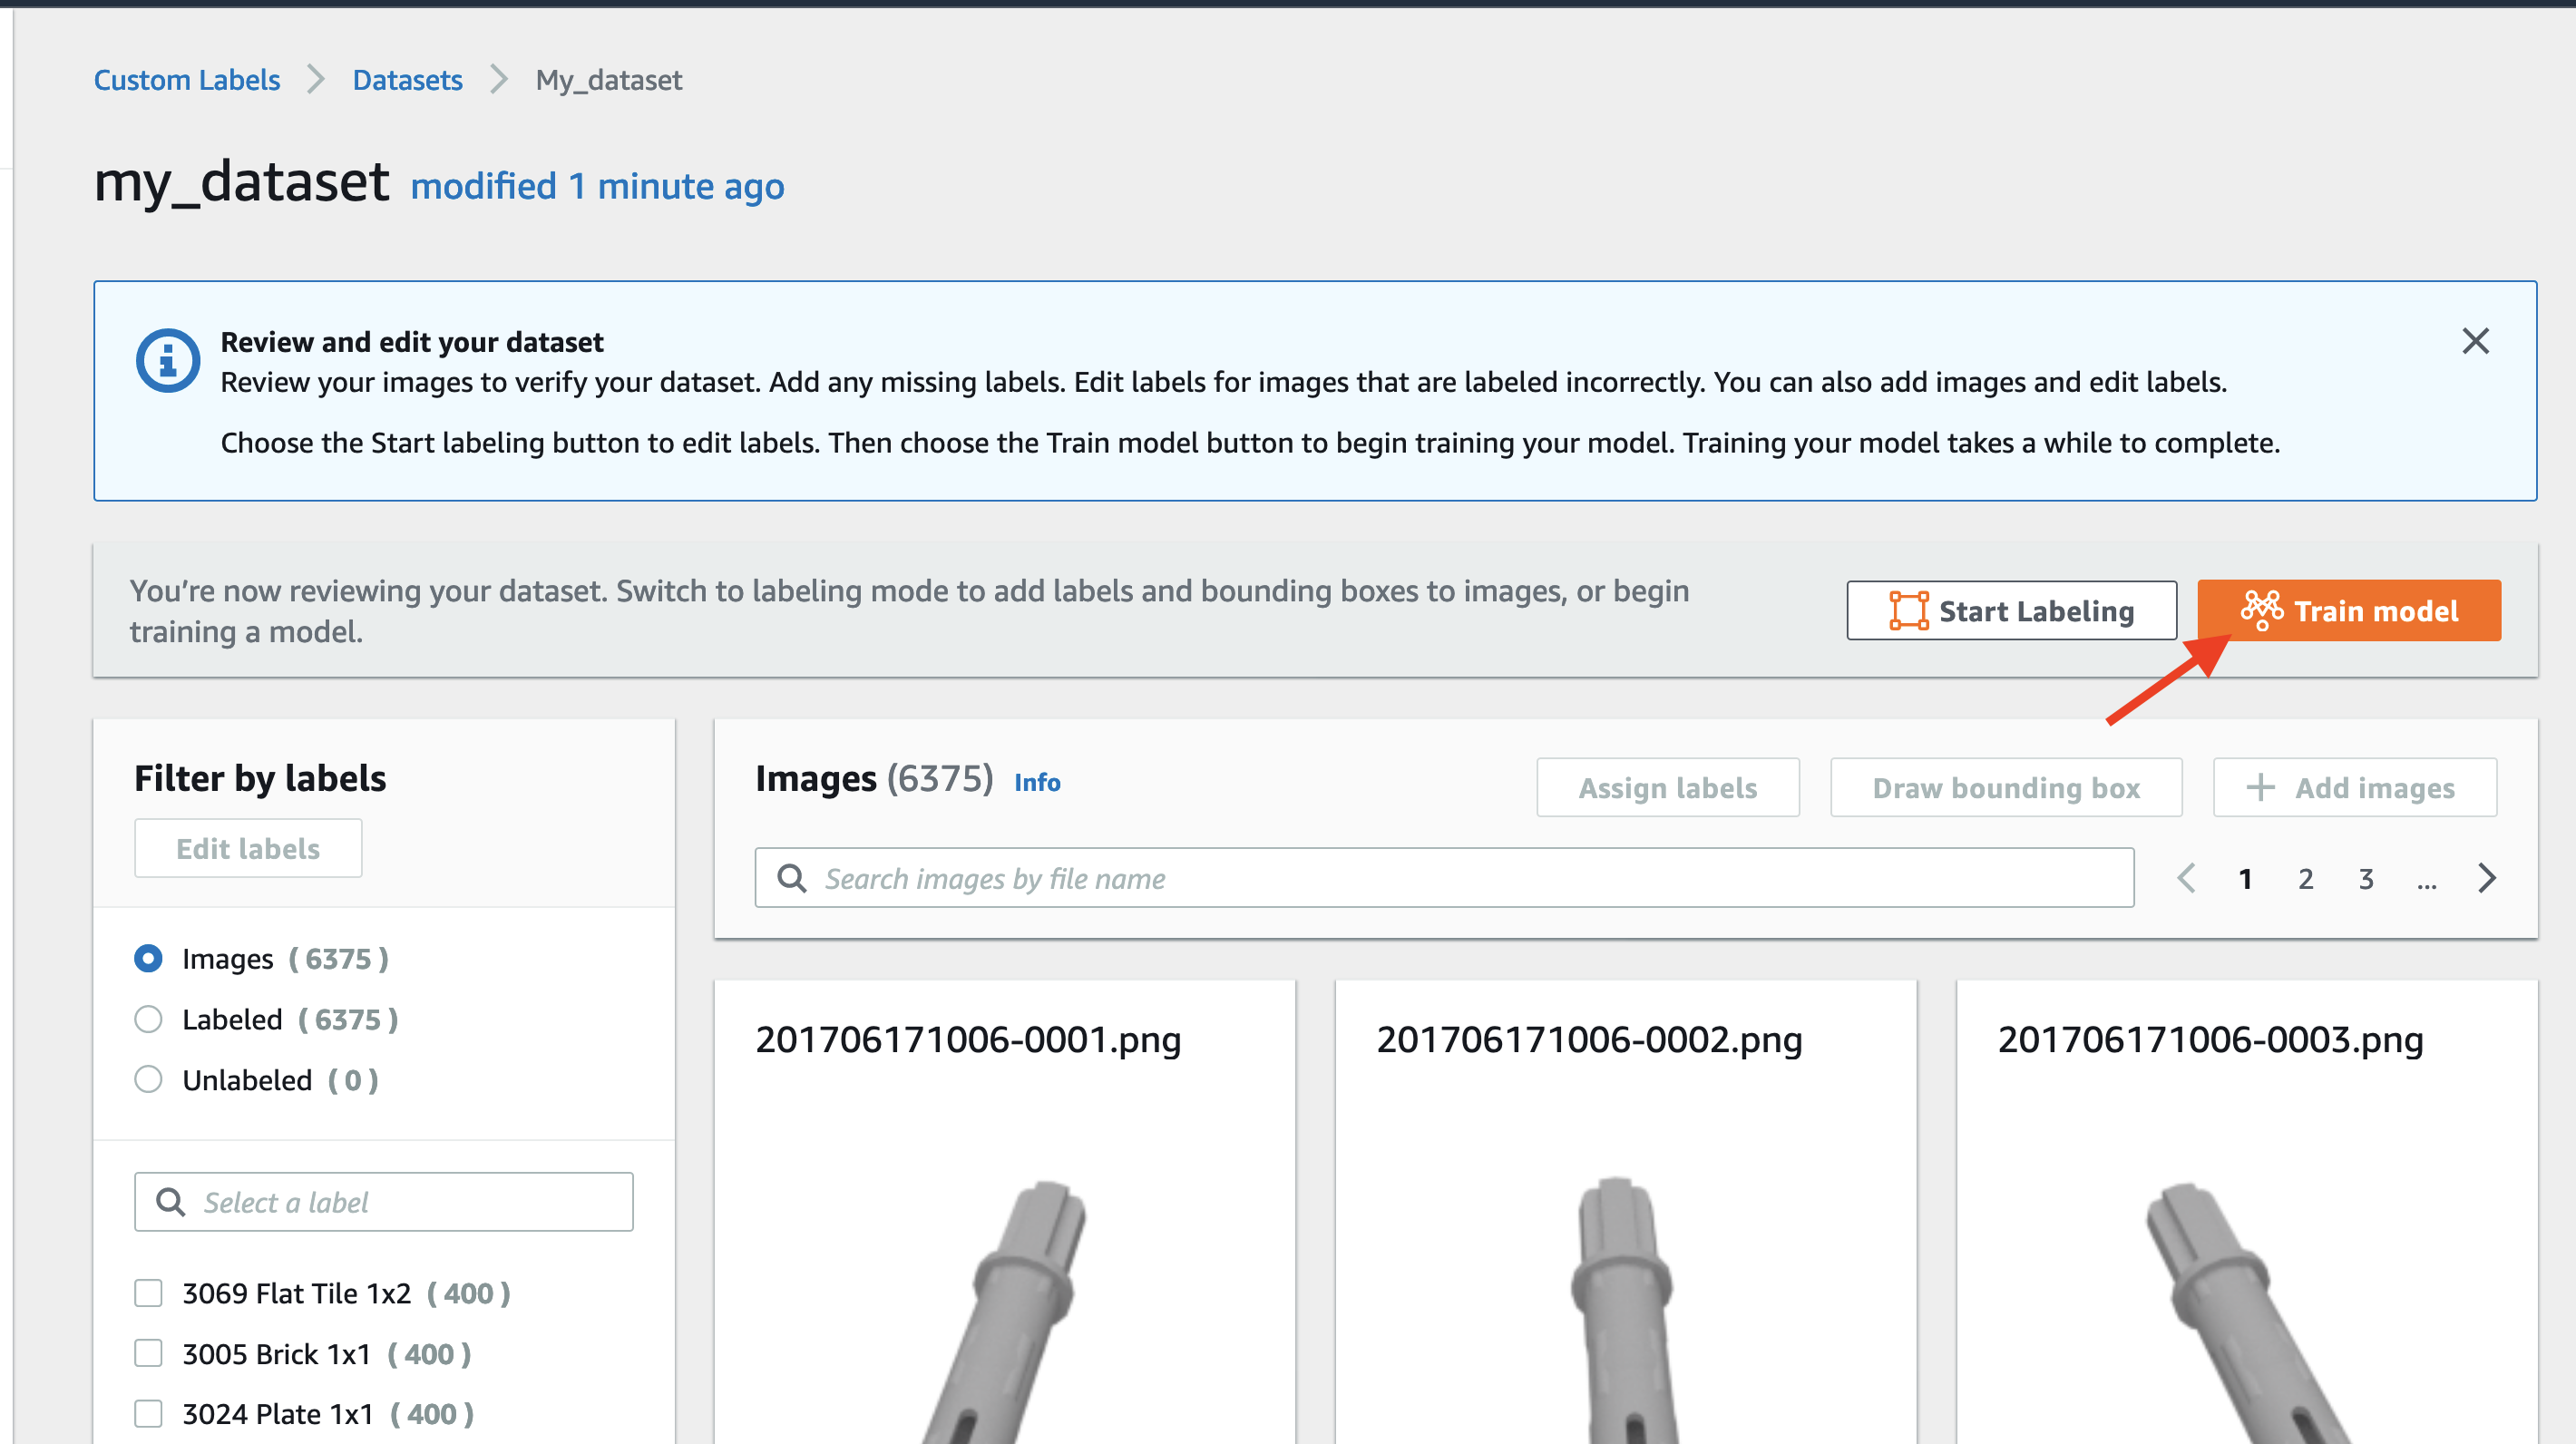 Custom Labels > Datasets > My_dataset
my_dataset modified 1 minute ago
Review and edit your dataset
Review your images to verify your dataset. Add any missing labels. Edit labels for images that are labeled incorrectly. You can also add images and edit labels.
Choose the Start labeling button to edit labels. Then choose the Train model button to begin training your model. Training your model takes a while to complete.
You’re now reviewing your dataset. Switch to labeling mode to add labels and bounding boxes to images, or begin
training a model.
Start Labeling
Train model
Filter by labels
Edit labels
Images ( 6375 )
Labeled ( 6375 )
Unlabeled ( 0 )
Select a label
3069 Flat Tile 1x2 ( 400 )
3005 Brick 1x1 ( 400 )
3024 Plate 1x1 ( 400 )
Images (6375) Info
Assign labels
Draw bounding box
+ Add images
Search images by file name
< 1 2 3 ... >
201706171006-0001.png
201706171006-0002.png
201706171006-0003.png